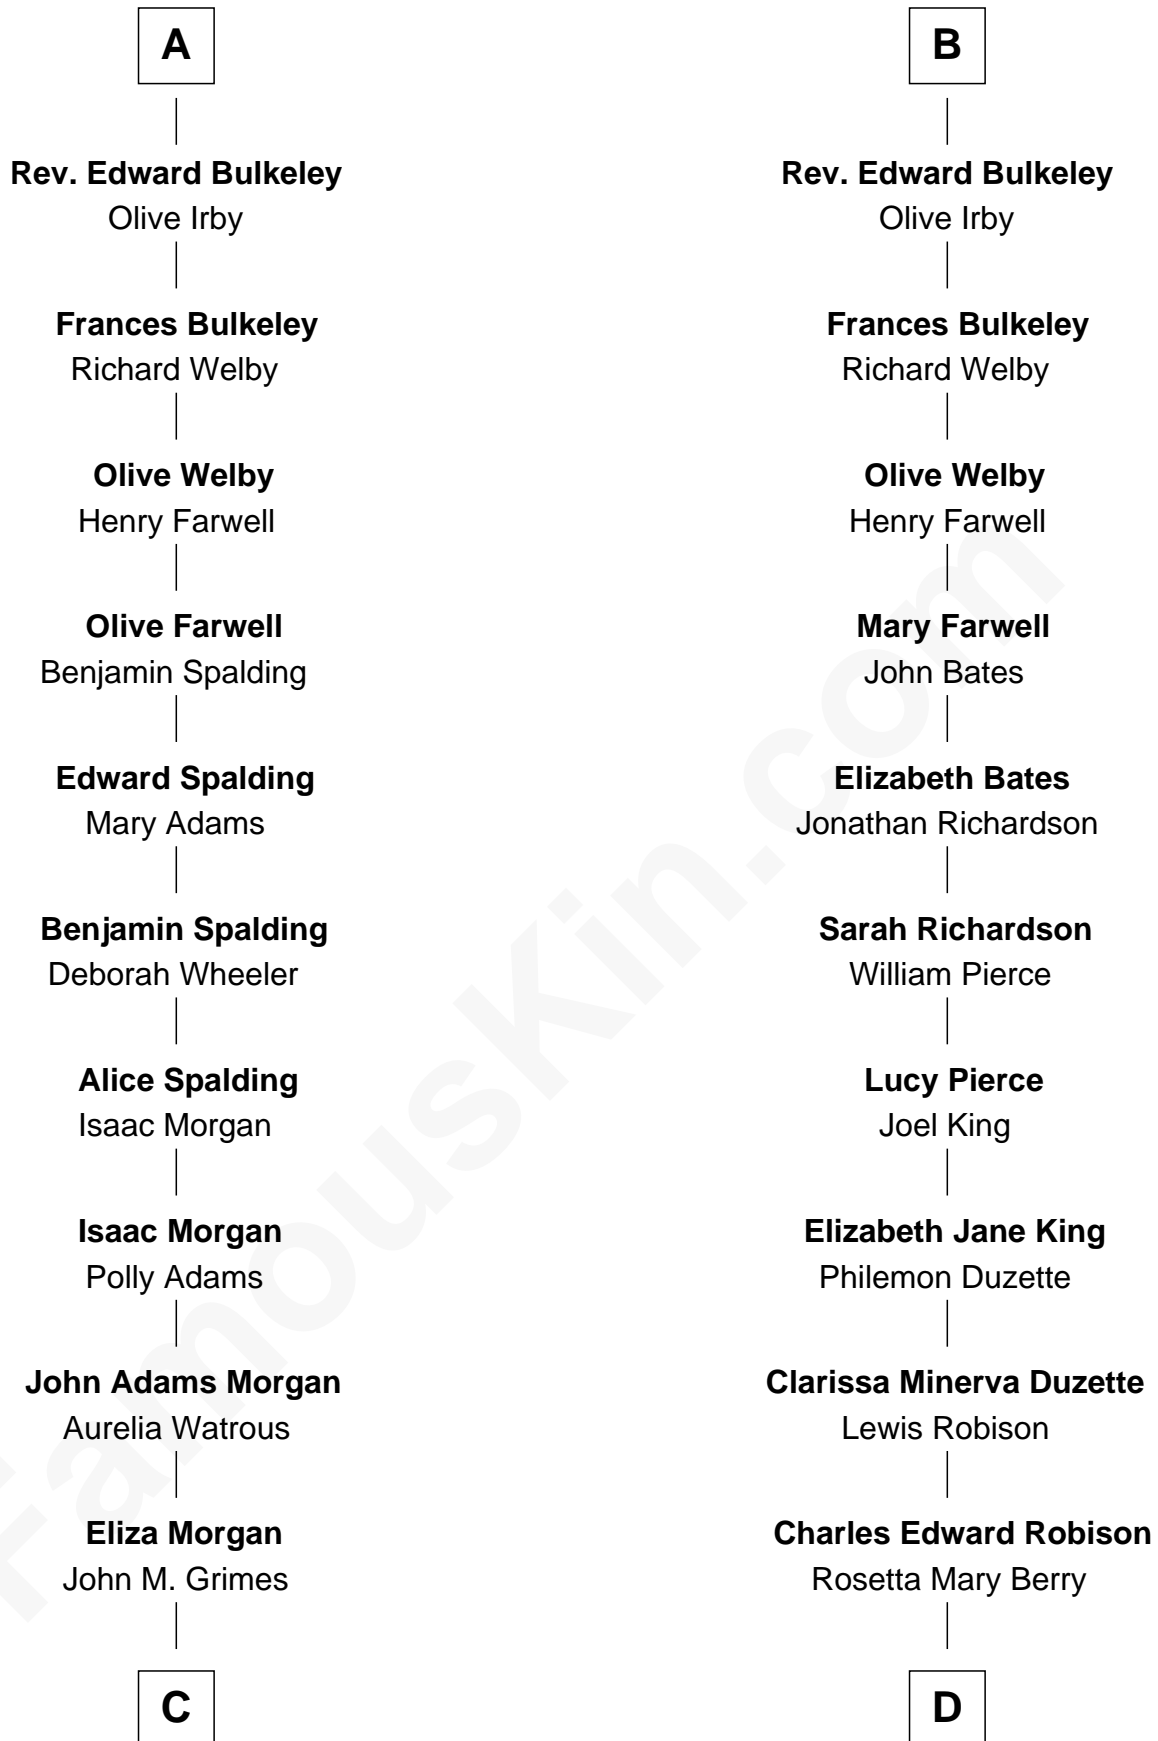 A
Rev. Edward Bulkeley
Olive Irby
Frances Bulkeley
Richard Welby
Olive Welby
Henry Farwell
Olive Farwell
Benjamin Spalding
Edward Spalding
Mary Adams
Benjamin Spalding
Deborah Wheeler
Alice Spalding
Isaac Morgan
Isaac Morgan
Polly Adams
John Adams Morgan
Aurelia Watrous
Eliza Morgan
John M. Grimes
C
B
Rev. Edward Bulkeley
Olive Irby
Frances Bulkeley
Richard Welby
Olive Welby
Henry Farwell
Mary Farwell
John Bates
Elizabeth Bates
Jonathan Richardson
Sarah Richardson
William Pierce
Lucy Pierce
Joel King
Elizabeth Jane King
Philemon Duzette
Clarissa Minerva Duzette
Lewis Robison
Charles Edward Robison
Rosetta Mary Berry
D
FamousKin.com